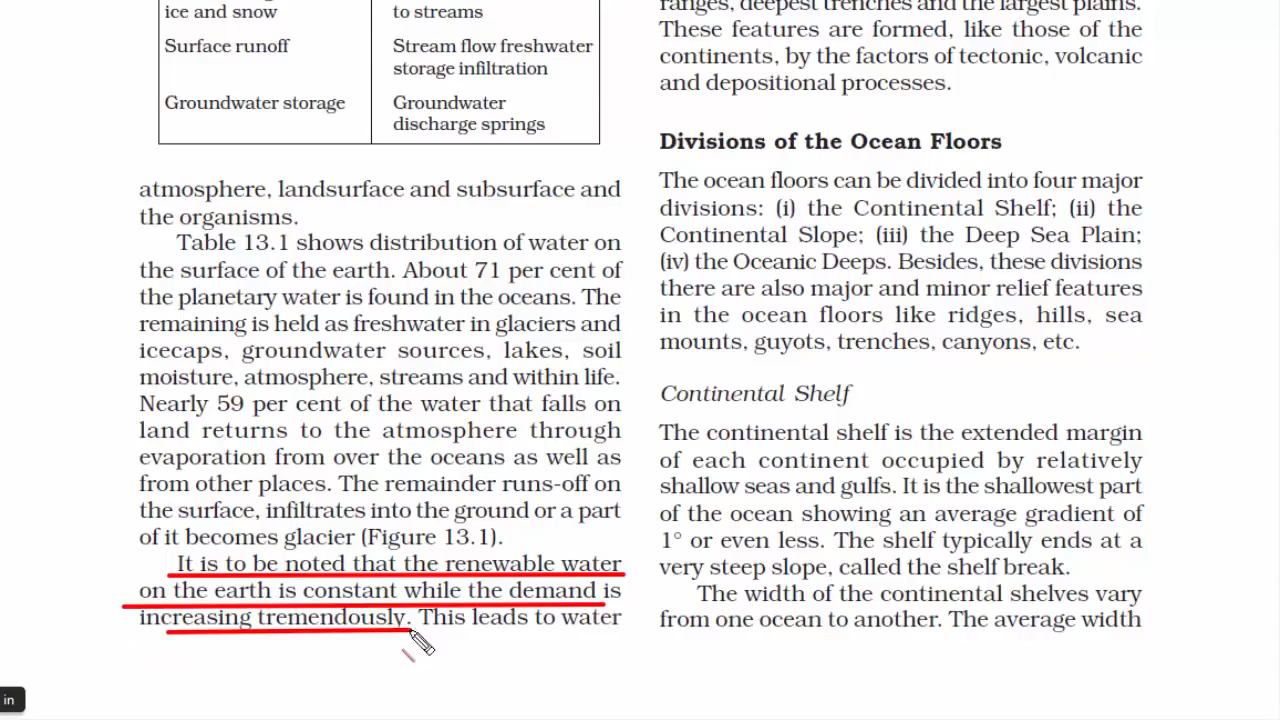 ice and snow
to streams
Surface runoff
Stream flow freshwater
storage infiltration
Groundwater storage
Groundwater
discharge springs
atmosphere, landsurface and subsurface and
the organisms.
Table 13.1 shows distribution of water on
the surface of the earth. About 71 per cent of
the planetary water is found in the oceans. The
remaining is held as freshwater in glaciers and
icecaps, groundwater sources, lakes, soil
moisture, atmosphere, streams and within life.
Nearly 59 per cent of the water that falls on
land returns to the atmosphere through
evaporation from over the oceans as well as
from other places. The remainder runs-off on
the surface, infiltrates into the ground or a part
of it becomes glacier (Figure 13.1).
It is to be noted that the renewable water
on the earth is constant while the demand is
increasing tremendously. This leads to water
ranges, deepest trenches and the largest plains.
These features are formed, like those of the
continents, by the factors of tectonic, volcanic
and depositional processes.
Divisions of the Ocean Floors
The ocean floors can be divided into four major
divisions: (i) the Continental Shelf; (ii) the
Continental Slope; (iii) the Deep Sea Plain;
(iv) the Oceanic Deeps. Besides, these divisions
there are also major and minor relief features
in the ocean floors like ridges, hills, sea
mounts, guyots, trenches, canyons, etc.
Continental Shelf
The continental shelf is the extended margin
of each continent occupied by relatively
shallow seas and gulfs. It is the shallowest part
of the ocean showing an average gradient of
1° or even less. The shelf typically ends at a
very steep slope, called the shelf break.
The width of the continental shelves vary
from one ocean to another. The average width
in